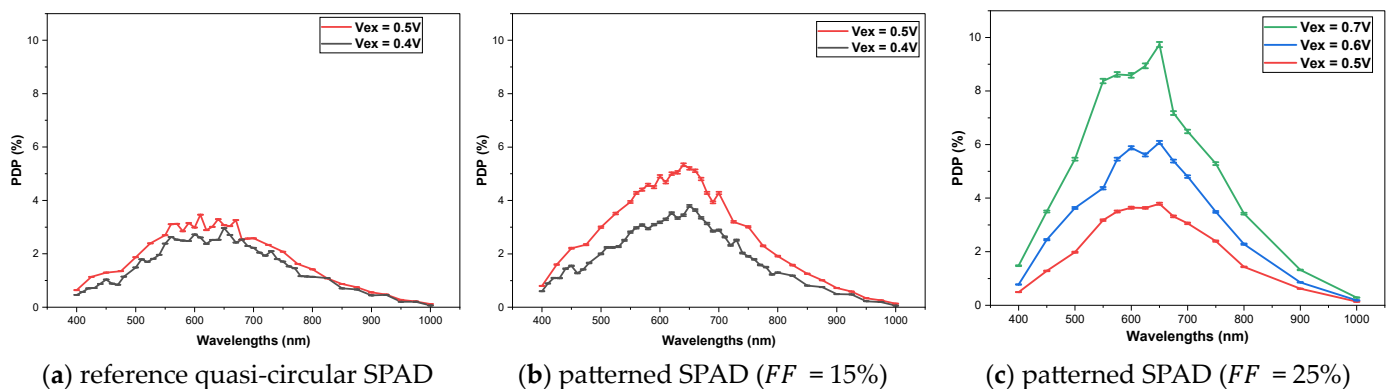 Vex = 0.5V
Vex = 0.4V
PDP (%)
10
8
6
4
2
0
400 500 600 700 800 900 1000
Wavelengths (nm)
(a) reference quasi-circular SPAD
Vex = 0.5V
Vex = 0.4V
PDP (%)
10
8
6
4
2
0
400 500 600 700 800 900 1000
Wavelengths (nm)
(b) patterned SPAD (FF = 15%)
Vex = 0.7V
Vex = 0.6V
Vex = 0.5V
PDP (%)
10
8
6
4
2
0
400 500 600 700 800 900 1000
Wavelengths (nm)
(c) patterned SPAD (FF = 25%)